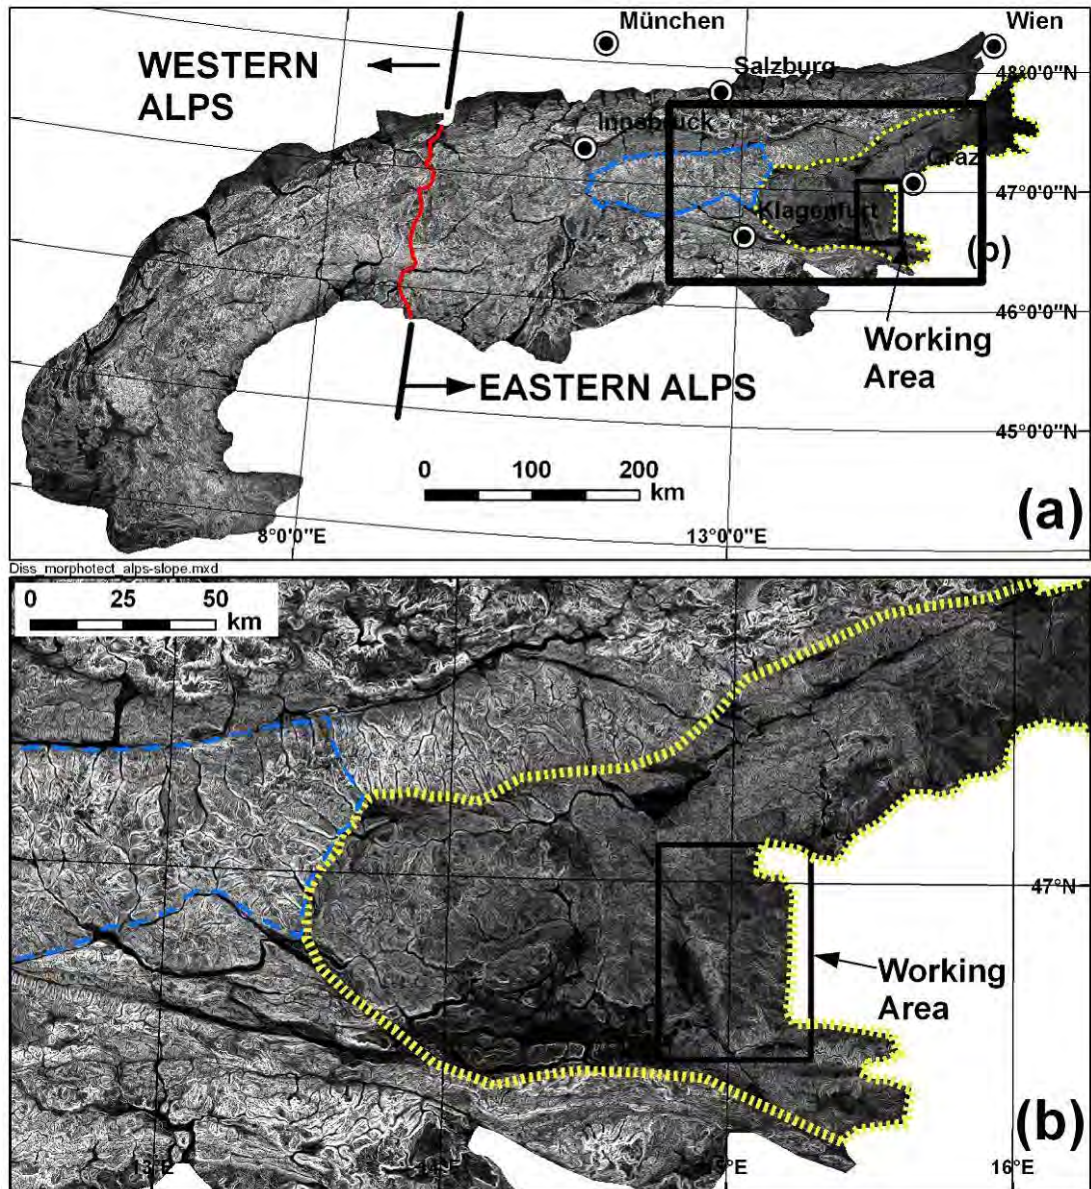 München
Wien
WESTERN
ALPS
Salzburg
48°0'0"N
Innsbruck
Graz
47°0'0"N
Klagenfurt
(b)
46°0'0"N
Working
Area
EASTERN ALPS
45°0'0"N
0 100 200
km
(a)
8°0'0"E
13°0'0"E
Diss_morphotect_alps-slope.mxd
0 25 50
km
47°N
Working
Area
(b)
13°E
14°E
15°E
16°E